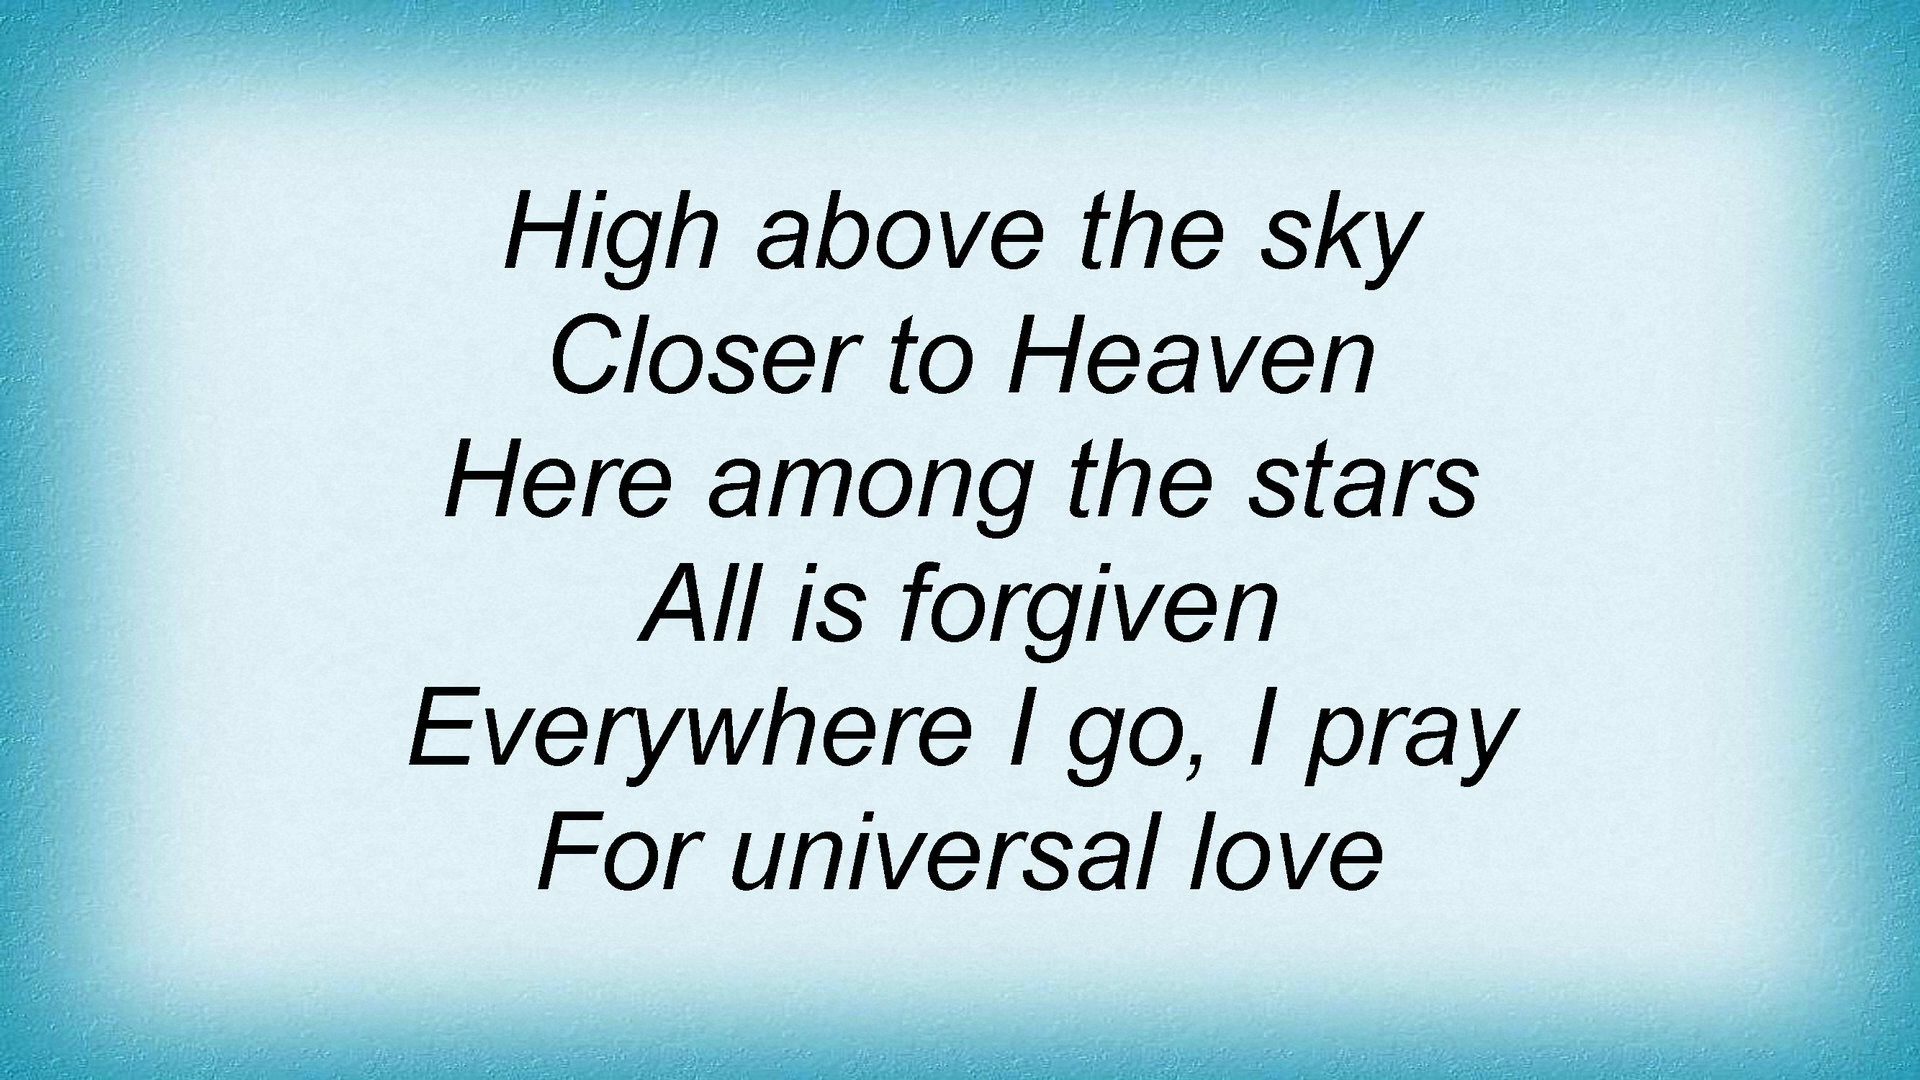 High above the sky
Closer to Heaven
Here among the stars
All is forgiven
Everywhere I go, I pray
For universal love